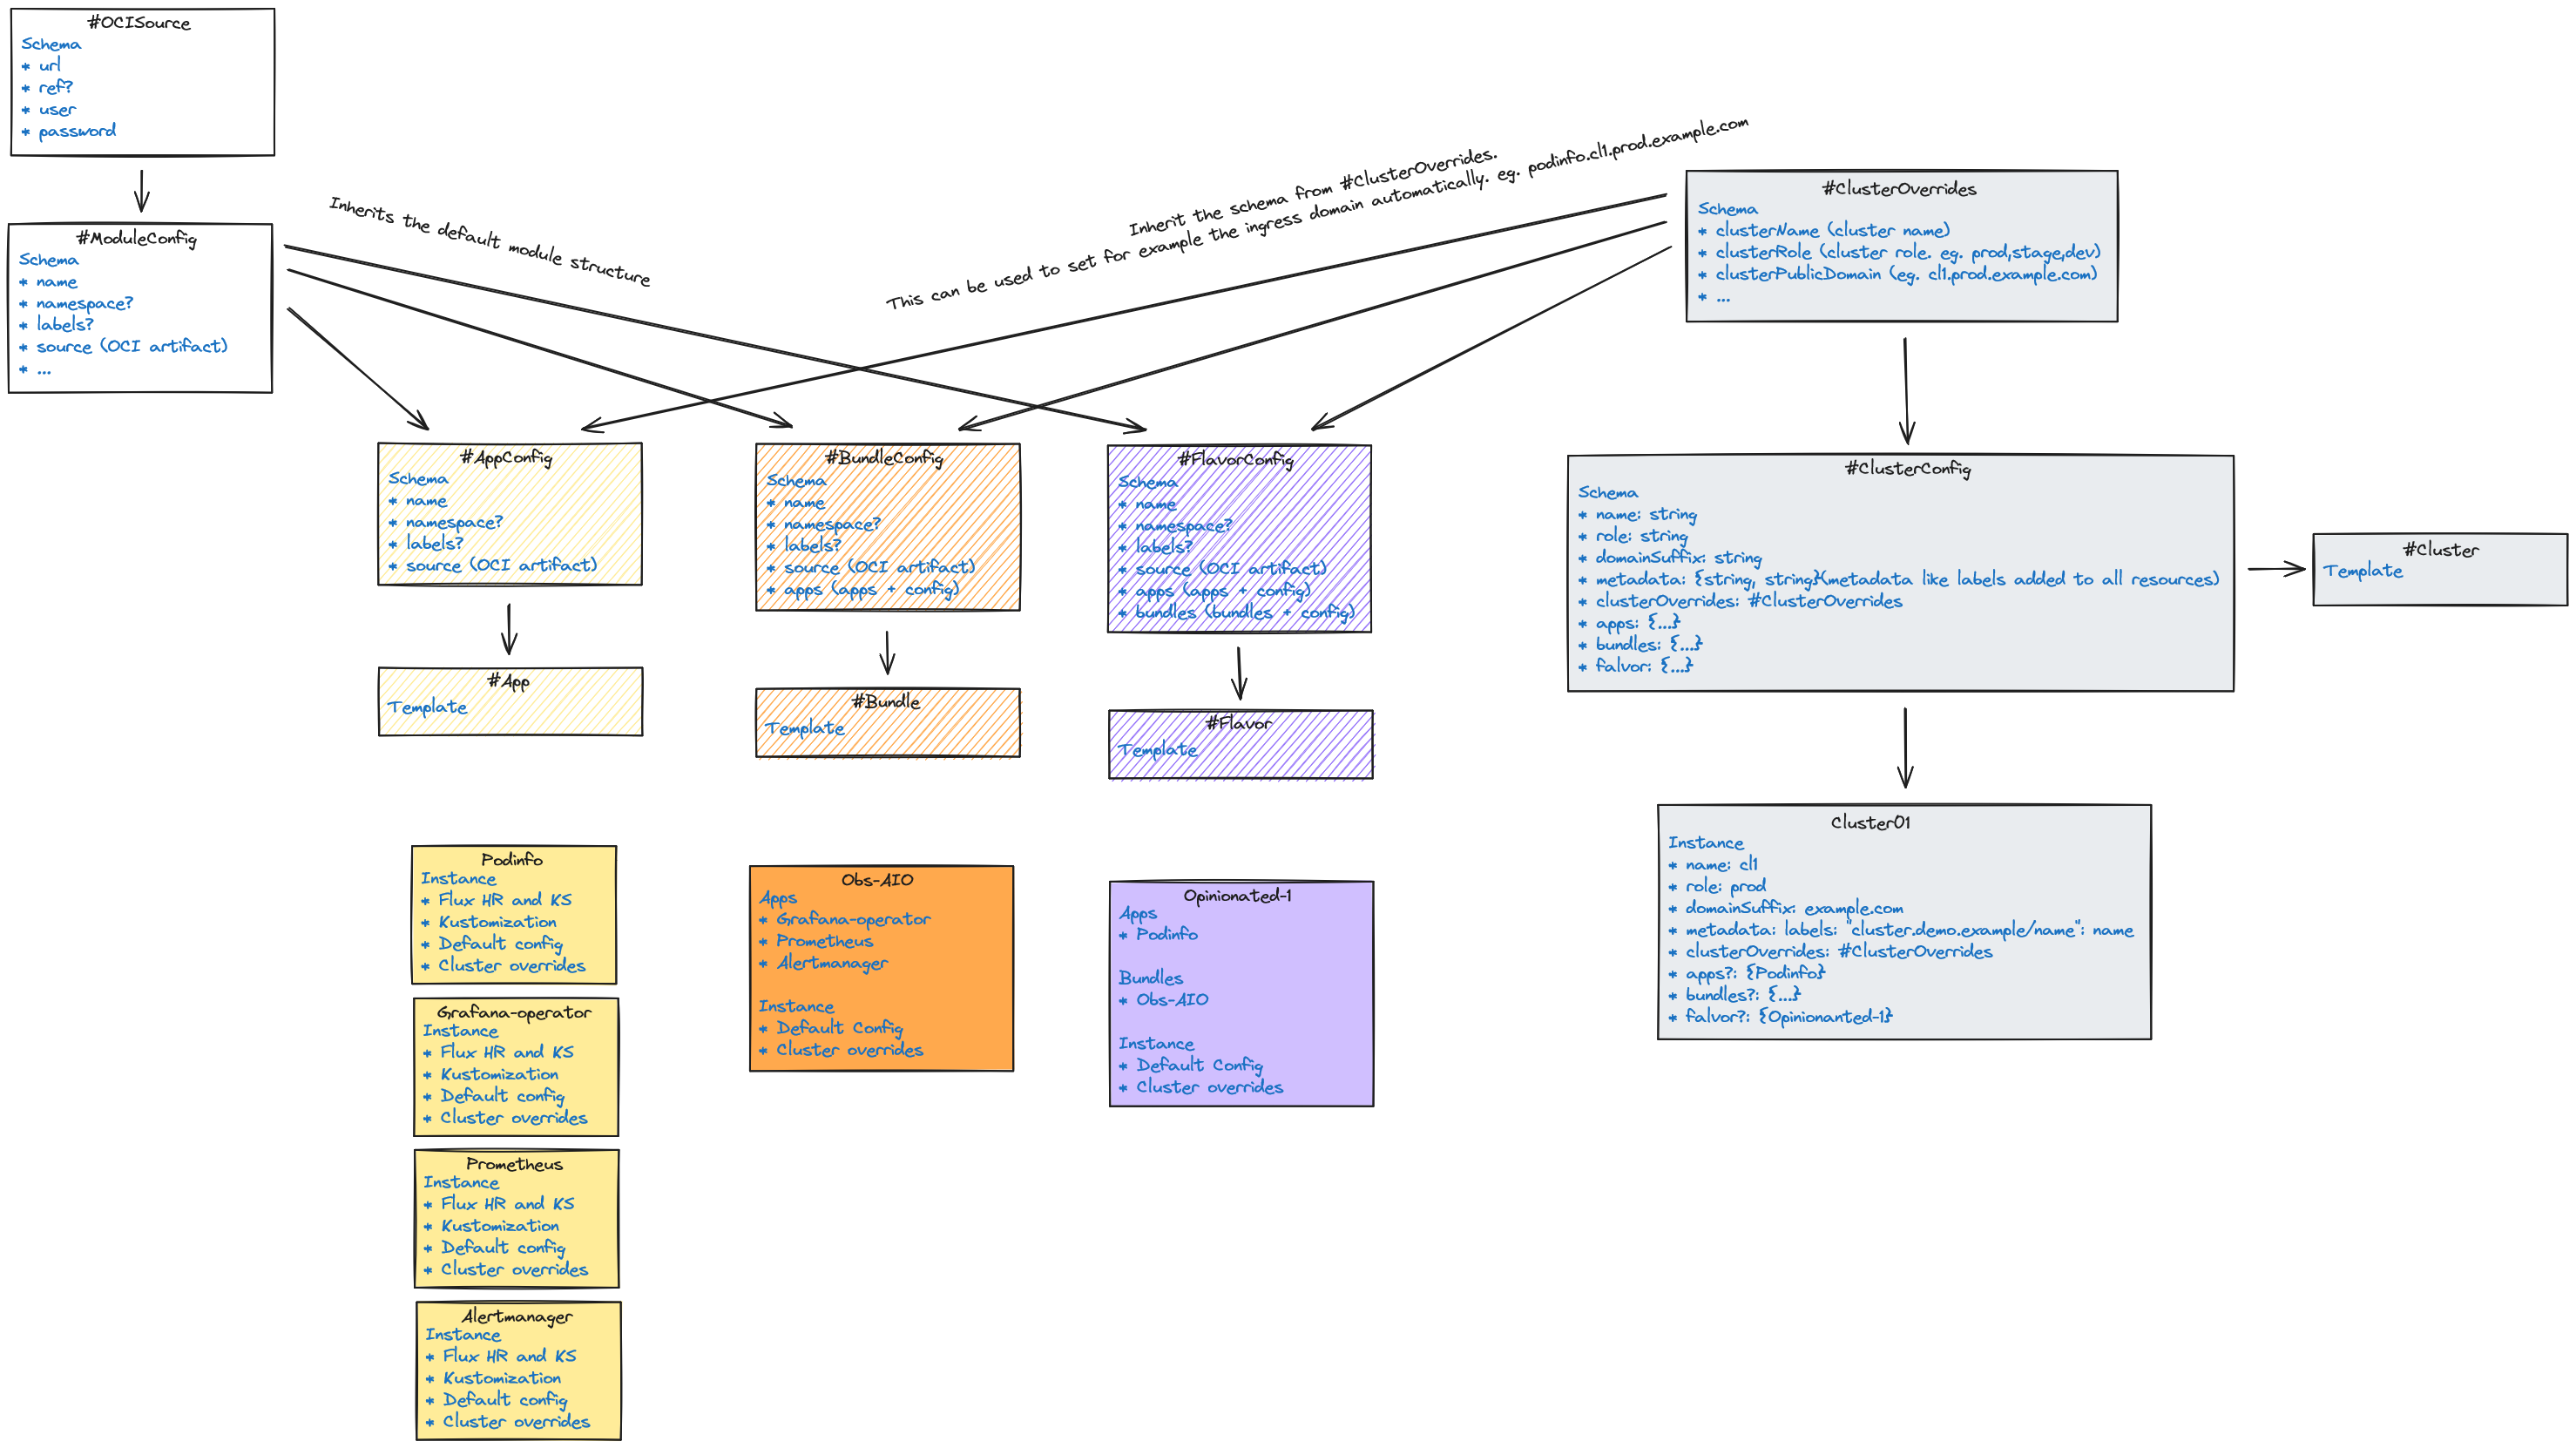 #OCISource
Schema
* url
* ref?
* user
* password
#ModuleConfig
Schema
* name
* namespace?
* labels?
* source (OCI artifact)
* ...
Inherits the default module structure
Inherit the schema from #ClusterOverrides.
This can be used to set for example the ingress domain automatically. eg. podinfo.cl1.prod.example.com
#ClusterOverrides
Schema
* clusterName (cluster name)
* clusterRole (cluster role. eg. prod,stage,dev)
* clusterPublicDomain (eg. cl1.prod.example.com)
* ...
#AppConfig
Schema
* name
* namespace?
* labels?
* source (OCI artifact)
#BundleConfig
Schema
* name
* namespace?
* labels?
* source (OCI artifact)
* apps (apps + config)
#FlavorConfig
Schema
* name
* namespace?
* labels?
* source (OCI artifact)
* apps (apps + config)
* bundles (bundles + config)
#ClusterConfig
Schema
* name: string
* role: string
* domainSuffix: string
* metadata: {string, string}(metadata like labels added to all resources)
* clusterOverrides: #ClusterOverrides
* apps: {...}
* bundles: {...}
* falvor: {...}
#Cluster
Template
#App
Template
#Bundle
Template
#Flavor
Template
Podinfo
Instance
* Flux HR and KS
* Kustomization
* Default config
* Cluster overrides
Grafana-operator
Instance
* Flux HR and KS
* Kustomization
* Default config
* Cluster overrides
Prometheus
Instance
* Flux HR and KS
* Kustomization
* Default config
* Cluster overrides
Alertmanager
Instance
* Flux HR and KS
* Kustomization
* Default config
* Cluster overrides
Obs-AIO
Apps
* Grafana-operator
* Prometheus
* Alertmanager
Instance
* Default Config
* Cluster overrides
Opinionated-1
Apps
* Podinfo
Bundles
* Obs-AIO
Instance
* Default Config
* Cluster overrides
Cluster01
Instance
* name: cl1
* role: prod
* domainSuffix: example.com
* metadata: labels: "cluster.demo.example/name": name
* clusterOverrides: #ClusterOverrides
* apps?: {Podinfo}
* bundles?: {...}
* falvor?: {Opinionanted-1}